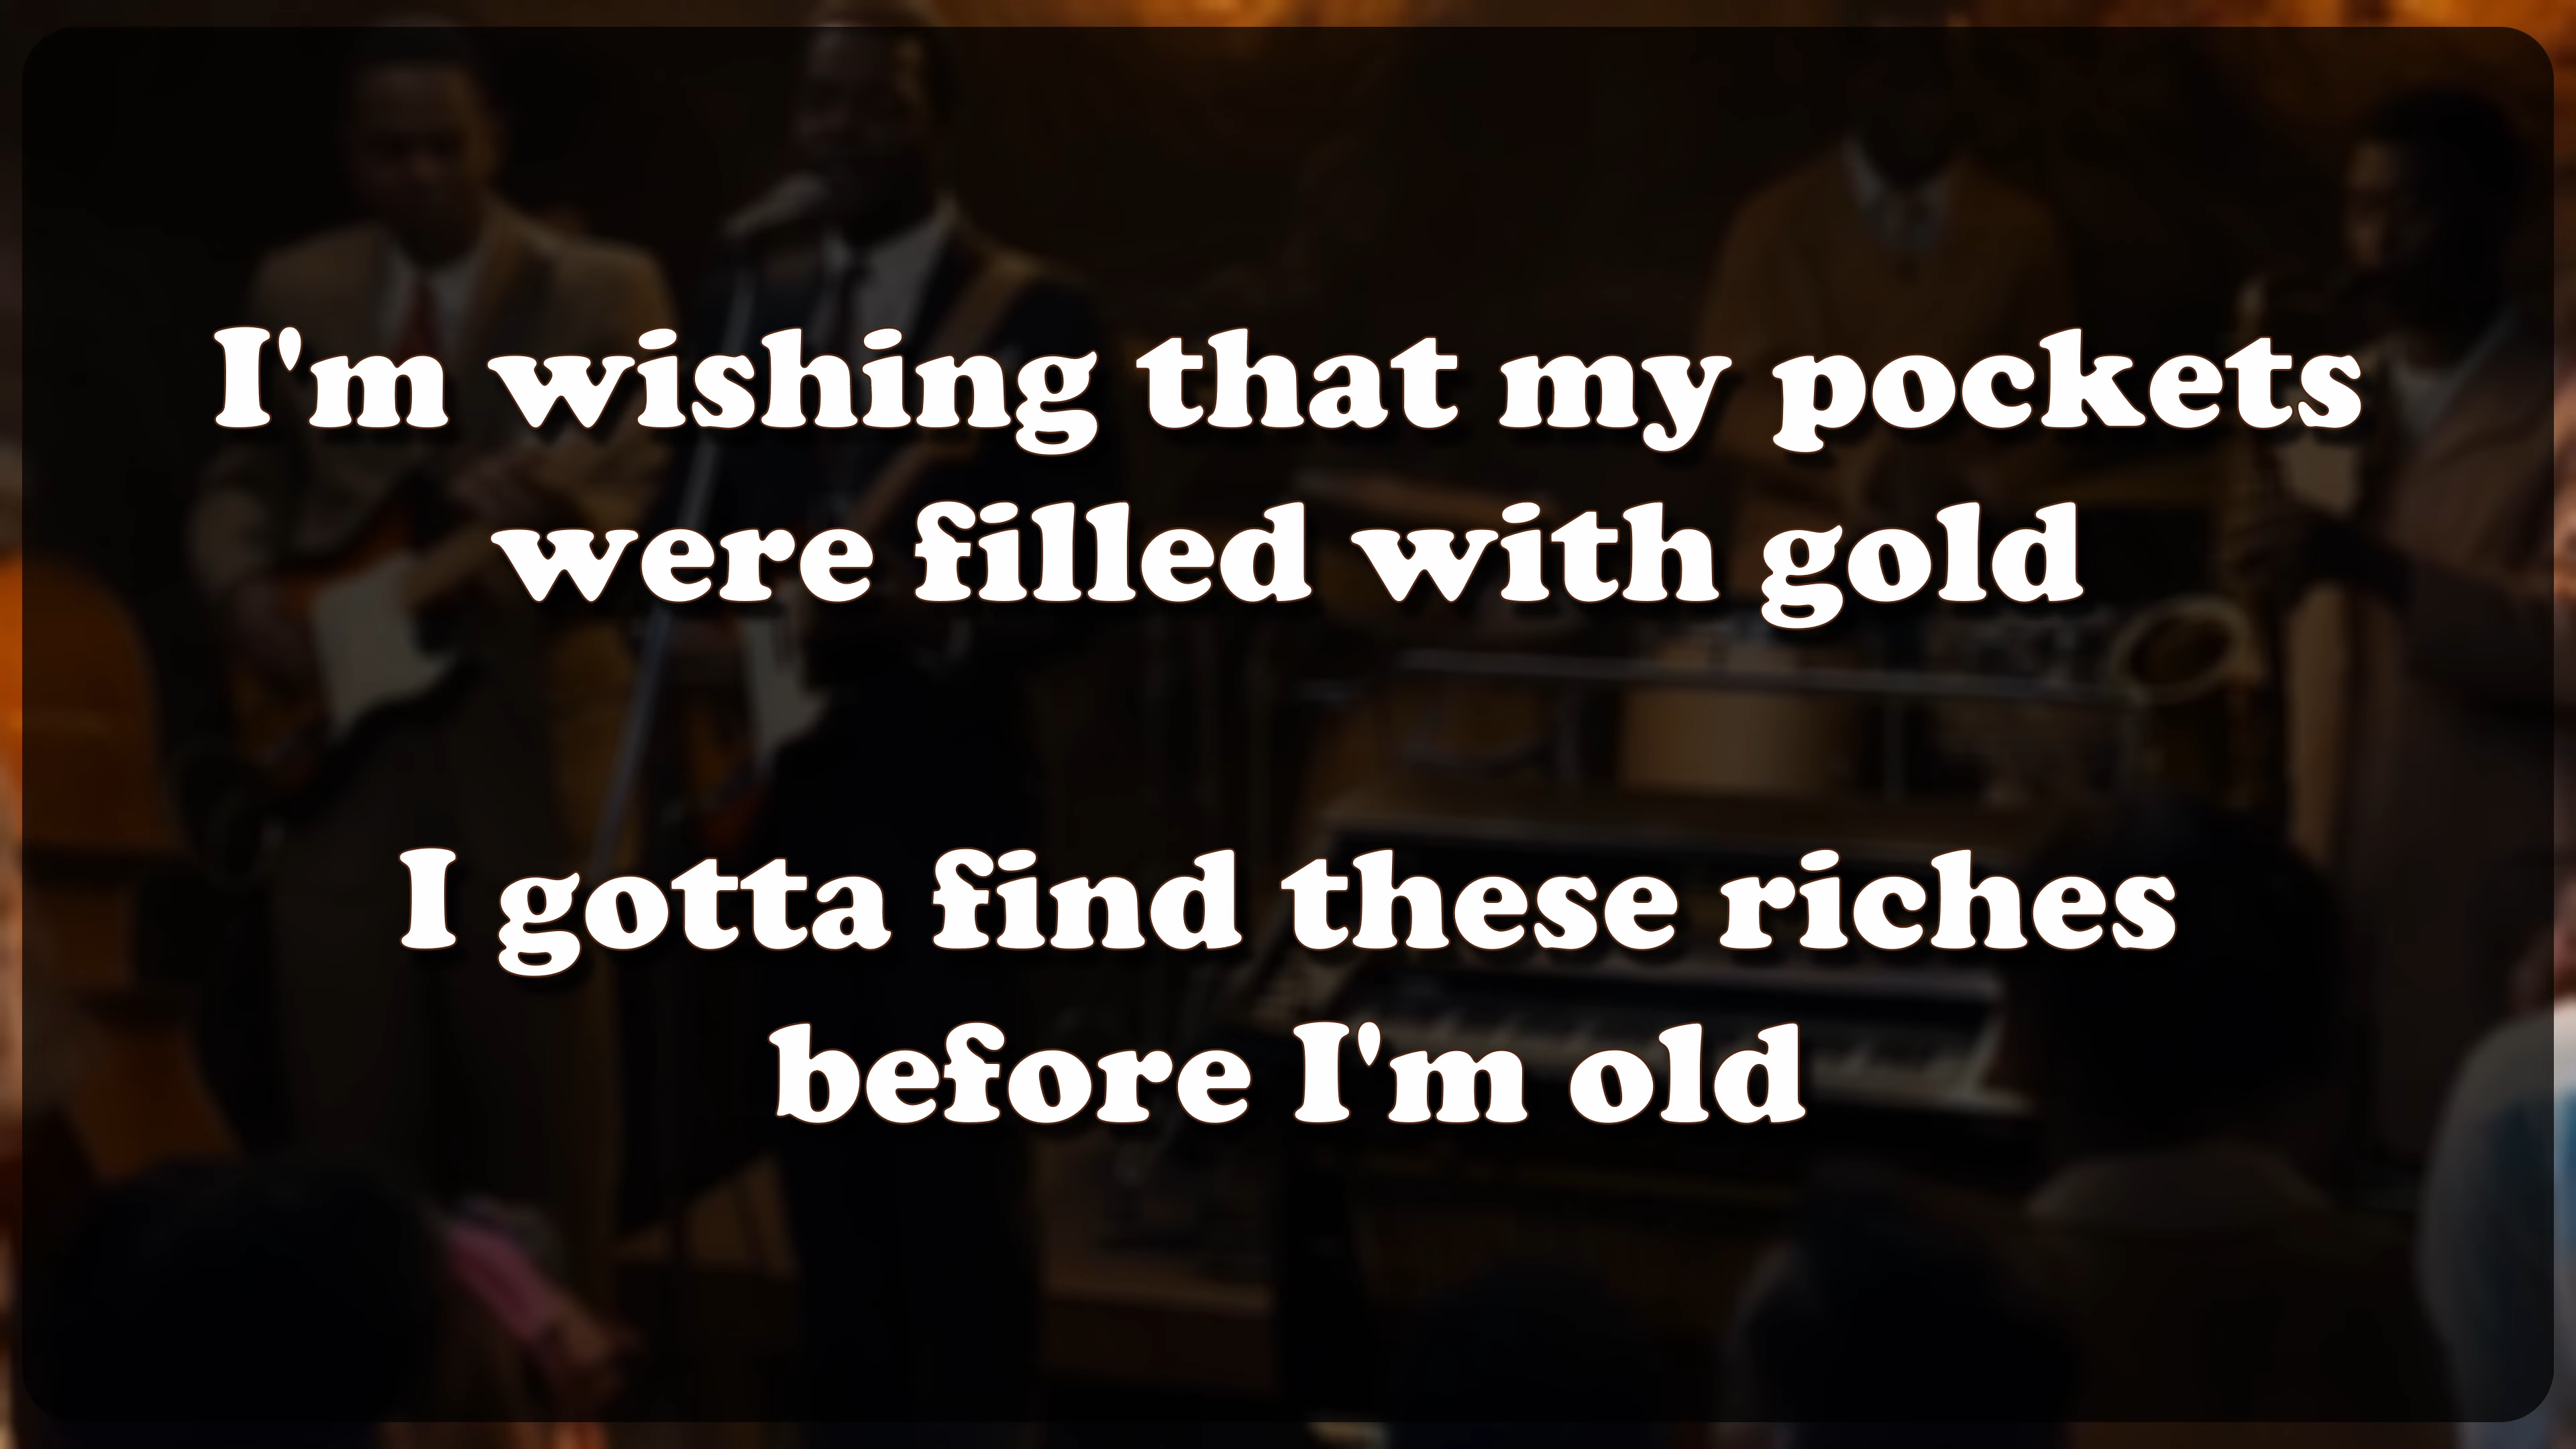 I'm wishing that my pockets
were filled with gold
I gotta find these riches
before I'm old